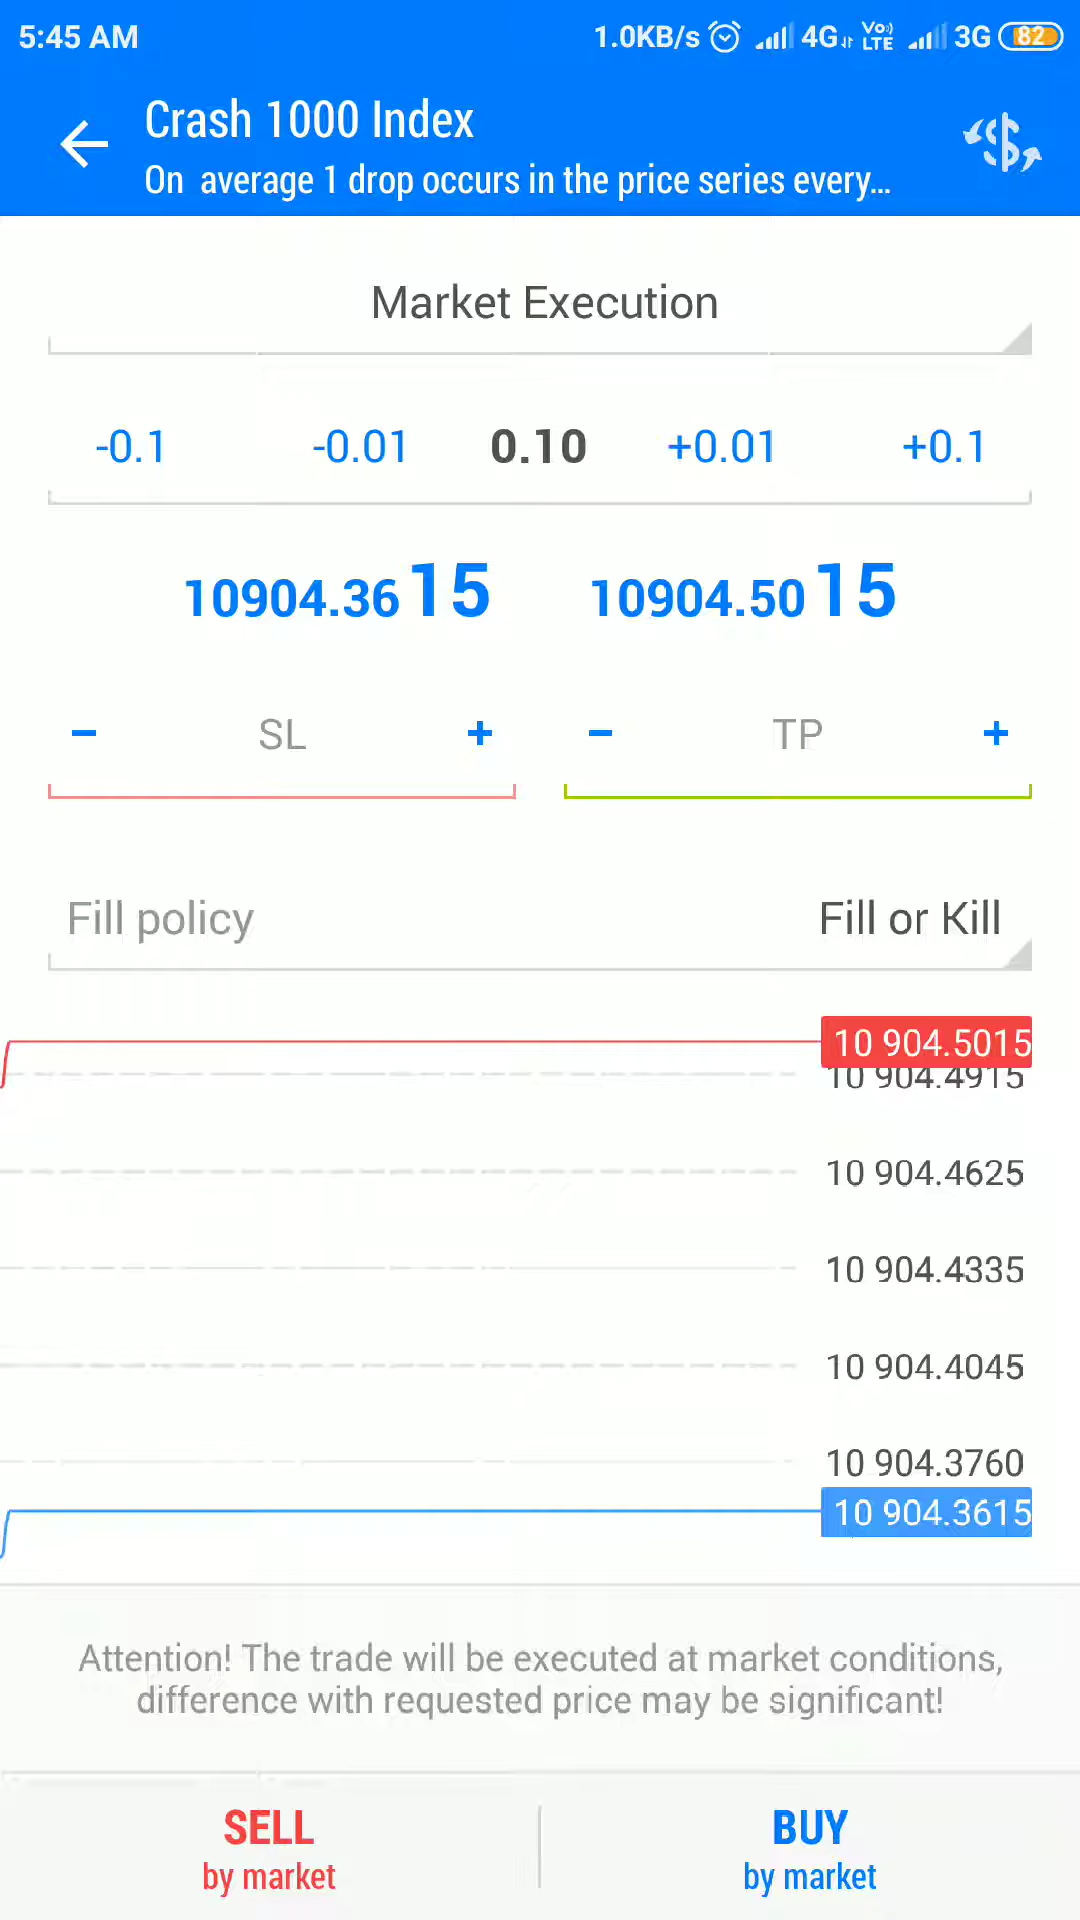 5:45 AM 1.0KB/s 4G Vo) LTE 3G 82
Crash 1000 Index
On average 1 drop occurs in the price series every...
Market Execution
-0.1 -0.01 0.10 +0.01 +0.1
10904.3615 10904.5015
- SL + - TP +
Fill policy Fill or Kill
10 904.5015
10 904.4915
10 904.4625
10 904.4335
10 904.4045
10 904.3760
10 904.3615
Attention! The trade will be executed at market conditions,
difference with requested price may be significant!
SELL BUY
by market by market